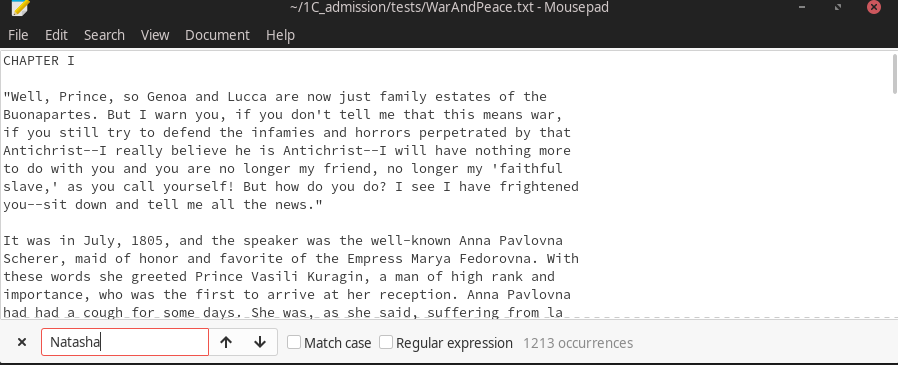 ~/1C_admission/tests/WarAndPeace.txt - Mousepad
File Edit Search View Document Help
CHAPTER I
"Well, Prince, so Genoa and Lucca are now just family estates of the
Buonapartes. But I warn you, if you don't tell me that this means war,
if you still try to defend the infamies and horrors perpetrated by that
Antichrist--I really believe he is Antichrist--I will have nothing more
to do with you and you are no longer my friend, no longer my 'faithful
slave,' as you call yourself! But how do you do? I see I have frightened
you--sit down and tell me all the news."
It was in July, 1805, and the speaker was the well-known Anna Pavlovna
Scherer, maid of honor and favorite of the Empress Marya Fedorovna. With
these words she greeted Prince Vasili Kuragin, a man of high rank and
importance, who was the first to arrive at her reception. Anna Pavlovna
had had a cough for some days. She was, as she said, suffering from la
Natasha Match case Regular expression 1213 occurrences